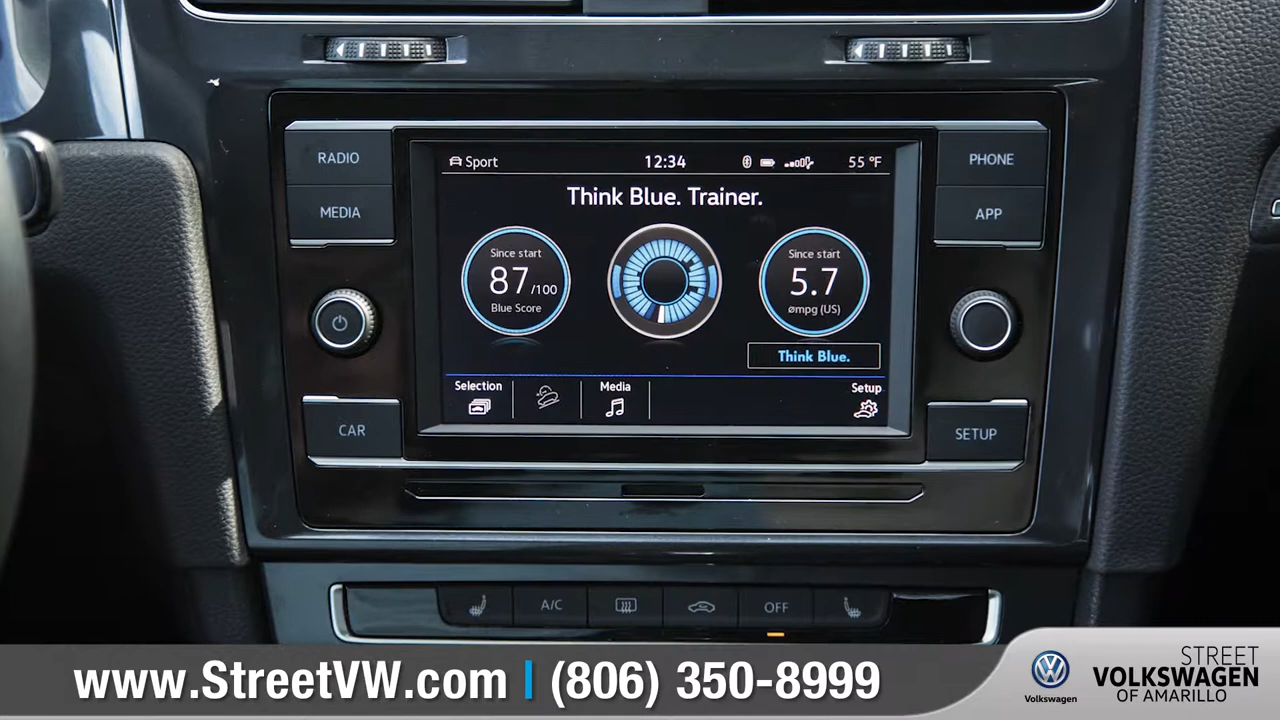 RADIO
MEDIA
CAR
PHONE
APP
SETUP
Sport
12:34
55 °F
Think Blue. Trainer.
Since start
87/100
Blue Score
Since start
5.7
ømpg (US)
Think Blue.
Selection
Media
Setup
A/C
OFF
www.StreetVW.com | (806) 350-8999
Volkswagen
STREET
VOLKSWAGEN
OF AMARILLO